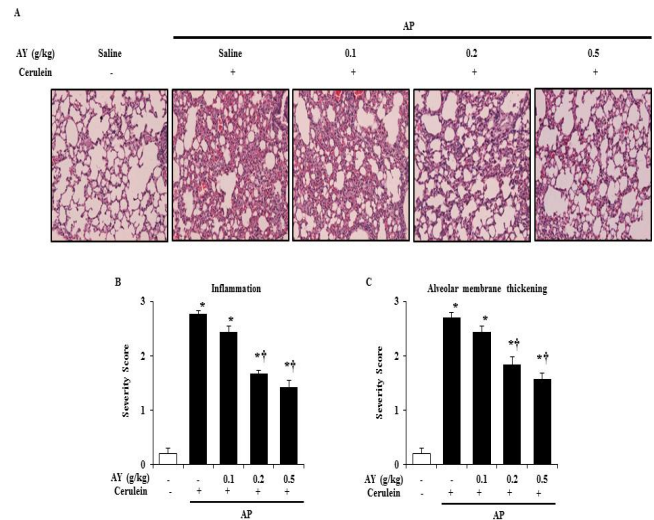 A
AP
AY (g/kg) Saline Saline 0.1 0.2 0.5
Cerulein - + + + +
B C
Inflammation Alveolar membrane thickening
3 3
* * *† *† * * *† *†
2 2
Severity Score Severity Score
1 1
0 0
AY (g/kg) - - 0.1 0.2 0.5 AY (g/kg) - - 0.1 0.2 0.5
Cerulein - + + + + Cerulein - + + + +
AP AP